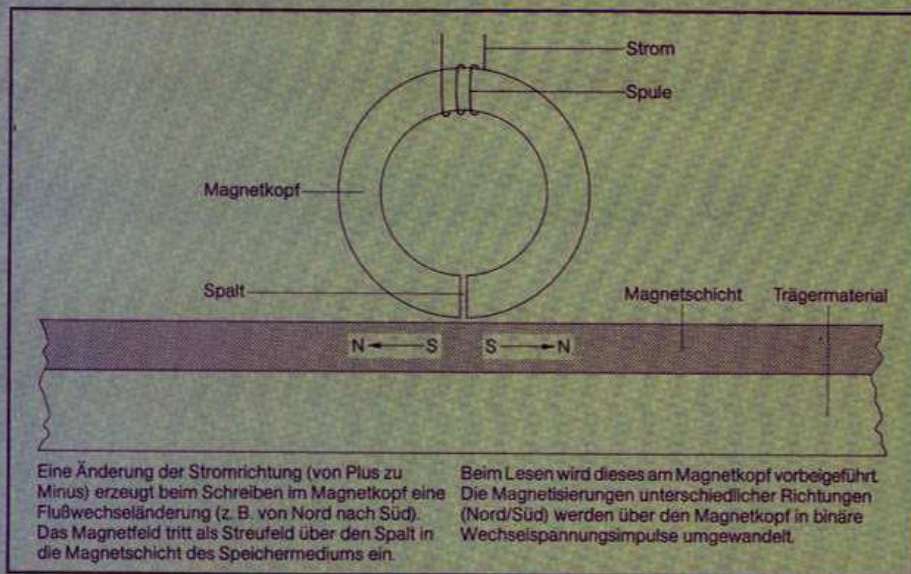 Strom
Spule
Magnetkopf
Spalt
Magnetschicht Trägermaterial
N S S N
Eine Änderung der Stromrichtung (von Plus zu
Minus) erzeugt beim Schreiben im Magnetkopf eine
Flußwechseländerung (z. B. von Nord nach Süd).
Das Magnetfeld tritt als Streufeld über den Spalt in
die Magnetschicht des Speichermediums ein.
Beim Lesen wird dieses am Magnetkopf vorbeigeführt.
Die Magnetisierungen unterschiedlicher Richtungen
(Nord/Süd) werden über den Magnetkopf in binäre
Wechselspannungsimpulse umgewandelt.